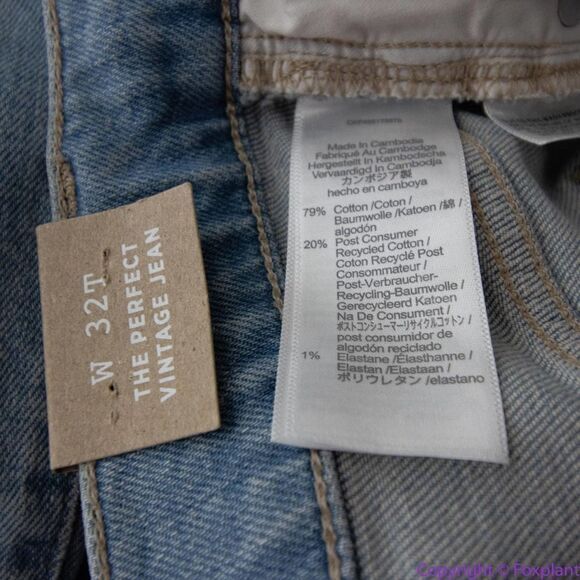 W 32T
THE PERFECT
VINTAGE JEAN
Made In Cambodia
Fabriqué Au Cambodge
Hergestellt In Kambodscha
Vervaardigd In Cambodja
カンボジア製
hecho en camboya
79% Cotton /Coton /
Baumwolle /Katoen /綿 /
algodón
20% Post Consumer
Recycled Cotton /
Coton Recyclé Post
Consommateur /
Post-Verbraucher-
Recycling-Baumwolle /
Gerecycleerd Katoen
Na De Consument /
ポストコンシューマーリサイクルコットン /
post consumidor de
algodón reciclado
1% Elastane /Elasthanne /
Elastan /Elastaan /
ポリウレタン /elastano
Copyright © Foxplant